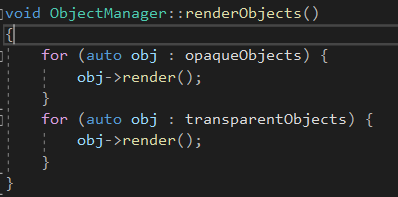 void ObjectManager::renderObjects()
{
    for (auto obj : opaqueObjects) {
        obj->render();
    }
    for (auto obj : transparentObjects) {
        obj->render();
    }
}